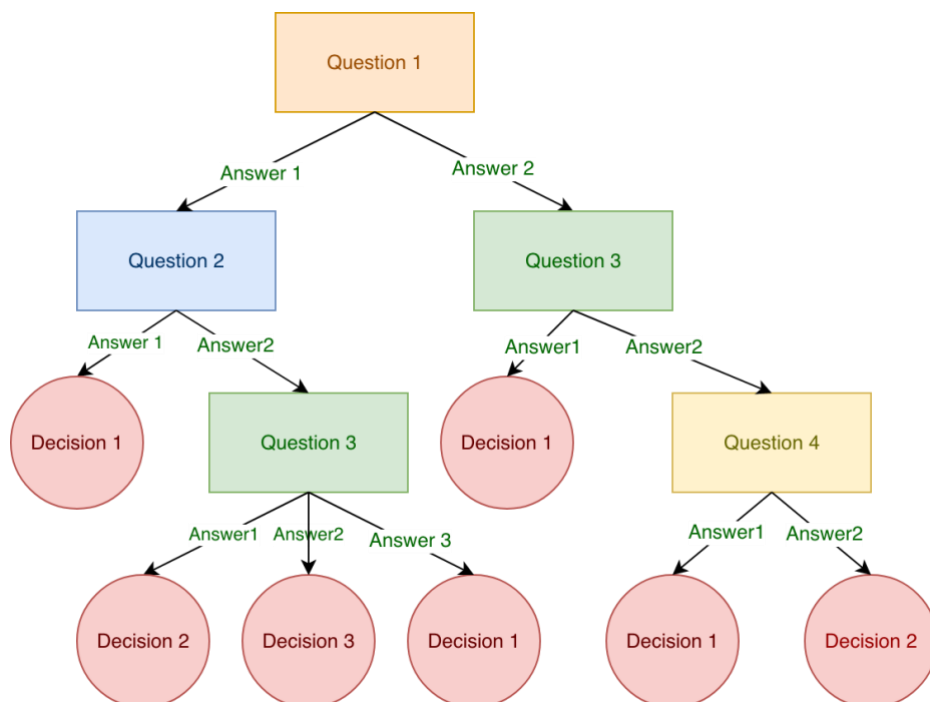 Question 1
Answer 1
Answer 2
Question 2
Question 3
Answer 1
Answer2
Answer1
Answer2
Decision 1
Question 3
Decision 1
Question 4
Answer1
Answer2
Answer 3
Answer1
Answer2
Decision 2
Decision 3
Decision 1
Decision 1
Decision 2